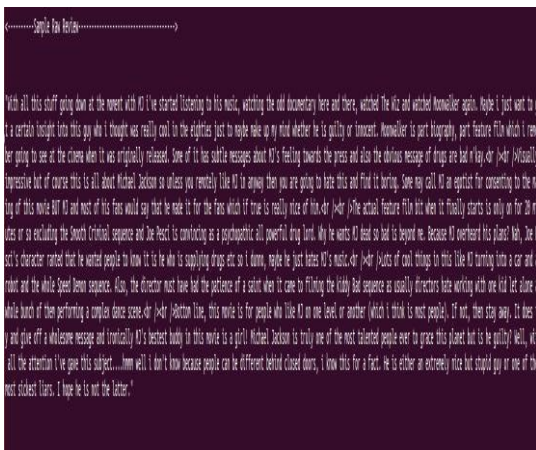 <----------Sample Raw Review---------------------------------->
"With all this stuff going down at the moment with MJ i've started listening to his music, watching the odd documentary here and there, watched The Wiz and watched Moonwalker again. Maybe i just want to g
t a certain insight into this guy who i thought was really cool in the eighties just to maybe make up my mind whether he is guilty or innocent. Moonwalker is part biography, part feature film which i rem
ber going to see at the cinema when it was originally released. Some of it has subtle messages about MJ's feeling towards the press and also the obvious message of drugs are bad m'kay.<br /><br />Visually
impressive but of course this is all about Michael Jackson so unless you remotely like MJ in anyway then you are going to hate this and find it boring. Some may call MJ an egotist for consenting to the m
ing of this movie BUT MJ and most of his fans would say that he made it for the fans which if true is really nice of him.<br /><br />The actual feature film bit when it finally starts is only on for 20 m
utes or so excluding the Smooth Criminal sequence and Joe Pesci is convincing as a psychopathic all powerful drug lord. Why he wants MJ dead so bad is beyond me. Because MJ overheard his plans? Nah, Joe
sci's character ranted that he wanted people to know it is he who is supplying drugs etc so i dunno, maybe he just hates MJ's music.<br /><br />Lots of cool things in this like MJ turning into a car and
robot and the whole Speed Demon sequence. Also, the director must have had the patience of a saint when it came to filming the kiddy Bad sequence as usually directors hate working with one kid let alone
whole bunch of them performing a complex dance scene.<br /><br />Bottom line, this movie is for people who like MJ on one level or another (which i think is most people). If not, then stay away. It does
y and give off a wholesome message and ironically MJ's bestest buddy in this movie is a girl! Michael Jackson is truly one of the most talented people ever to grace this planet but is he guilty? Well, wi
all the attention i've gave this subject....hmm well i don't know because people can be different behind closed doors, i know this for a fact. He is either an extremely nice but stupid guy or one of th
most sickest liars. I hope he is not the latter."